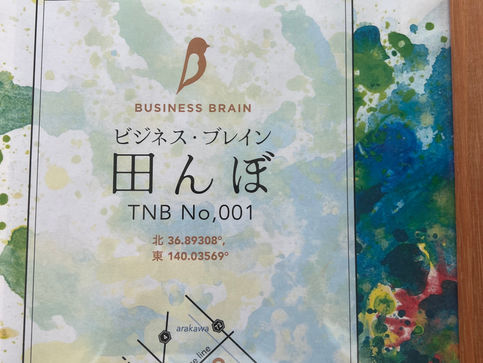 BUSINESS BRAIN
ビジネス・ブレイン
田んぼ
TNB No,001
北 36.89308°,
東 140.03569°
arakawa
line